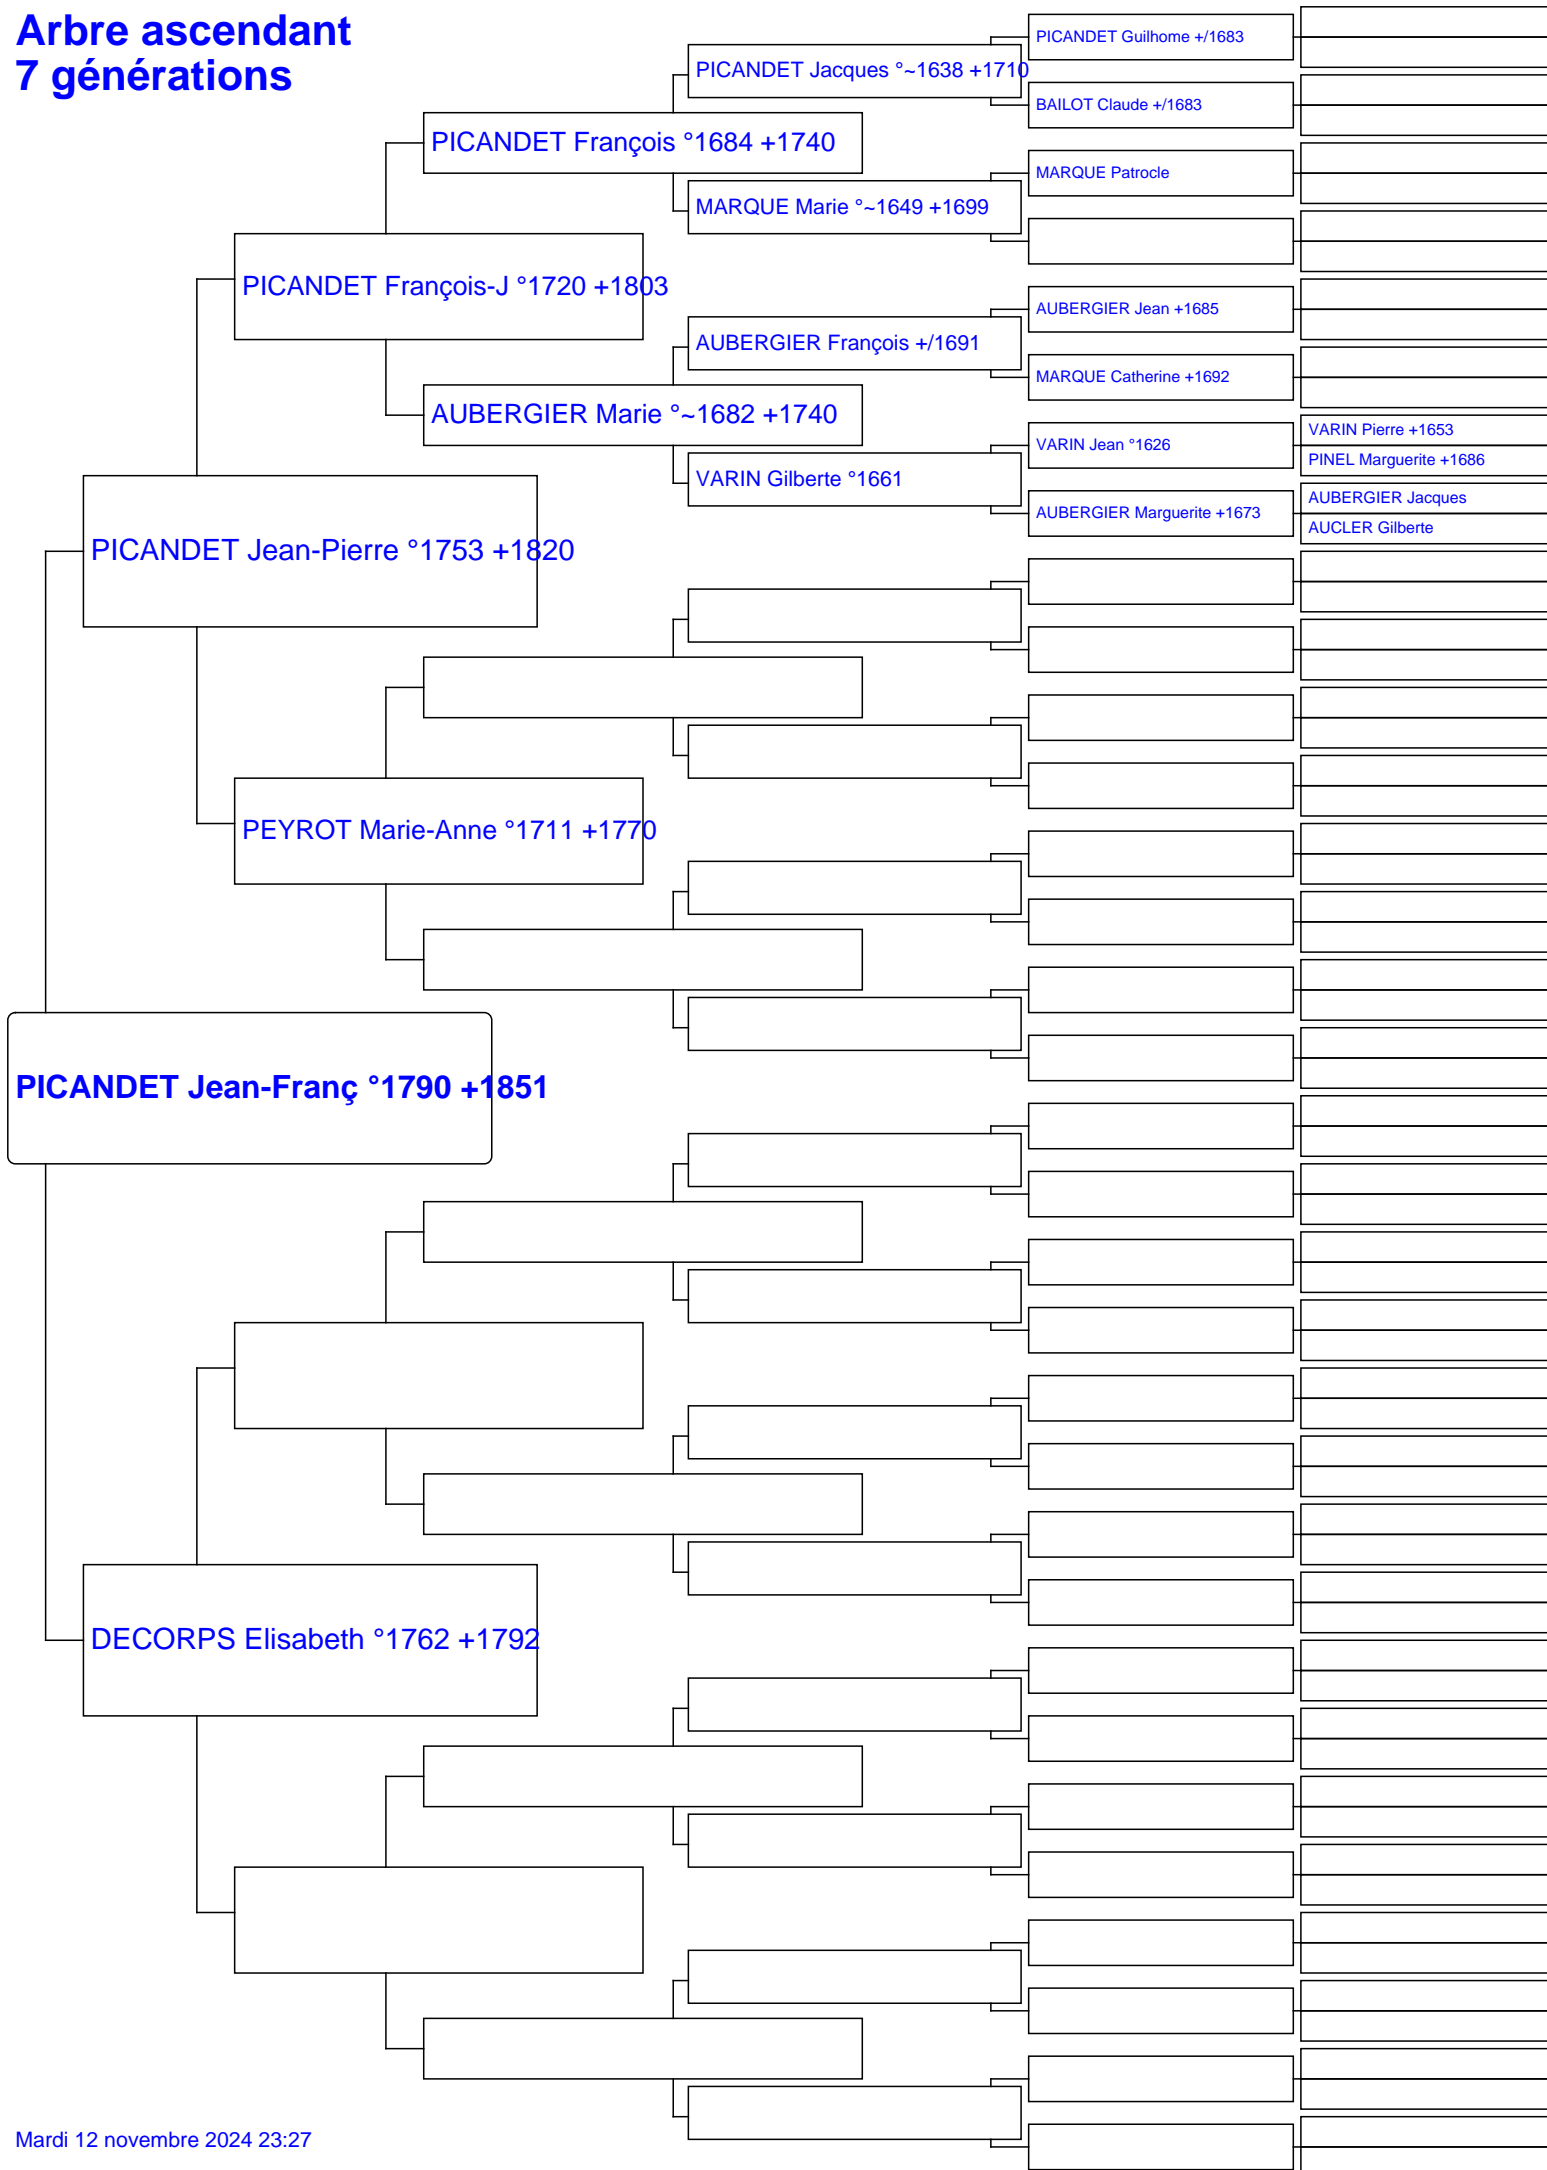 Arbre ascendant
7 générations
PICANDET Guilhome +/1683
PICANDET Jacques °~1638 +1710
BAILOT Claude +/1683
PICANDET François °1684 +1740
MARQUE Patrocle
MARQUE Marie °~1649 +1699
PICANDET François-J °1720 +1803
AUBERGIER Jean +1685
AUBERGIER François +/1691
MARQUE Catherine +1692
AUBERGIER Marie °~1682 +1740
VARIN Pierre +1653
VARIN Jean °1626
PINEL Marguerite +1686
VARIN Gilberte °1661
AUBERGIER Jacques
AUBERGIER Marguerite +1673
AUCLER Gilberte
PICANDET Jean-Pierre °1753 +1820
PEYROT Marie-Anne °1711 +1770
PICANDET Jean-Franç °1790 +1851
DECORPS Elisabeth °1762 +1792
Mardi 12 novembre 2024 23:27